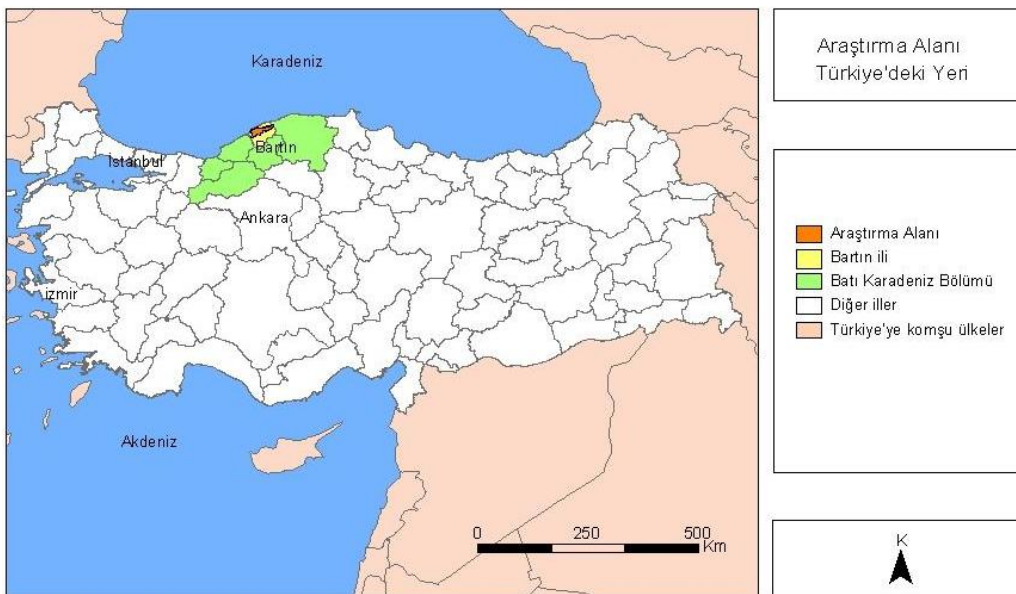 Karadeniz
Bartın
İstanbul
Ankara
izmir
Akdeniz
0 250 500
Km
Araştırma Alanı
Türkiye'deki Yeri
Araştırma Alanı
Bartın ili
Batı Karadeniz Bölümü
Diğer iller
Türkiye'ye komşu ülkeler
K